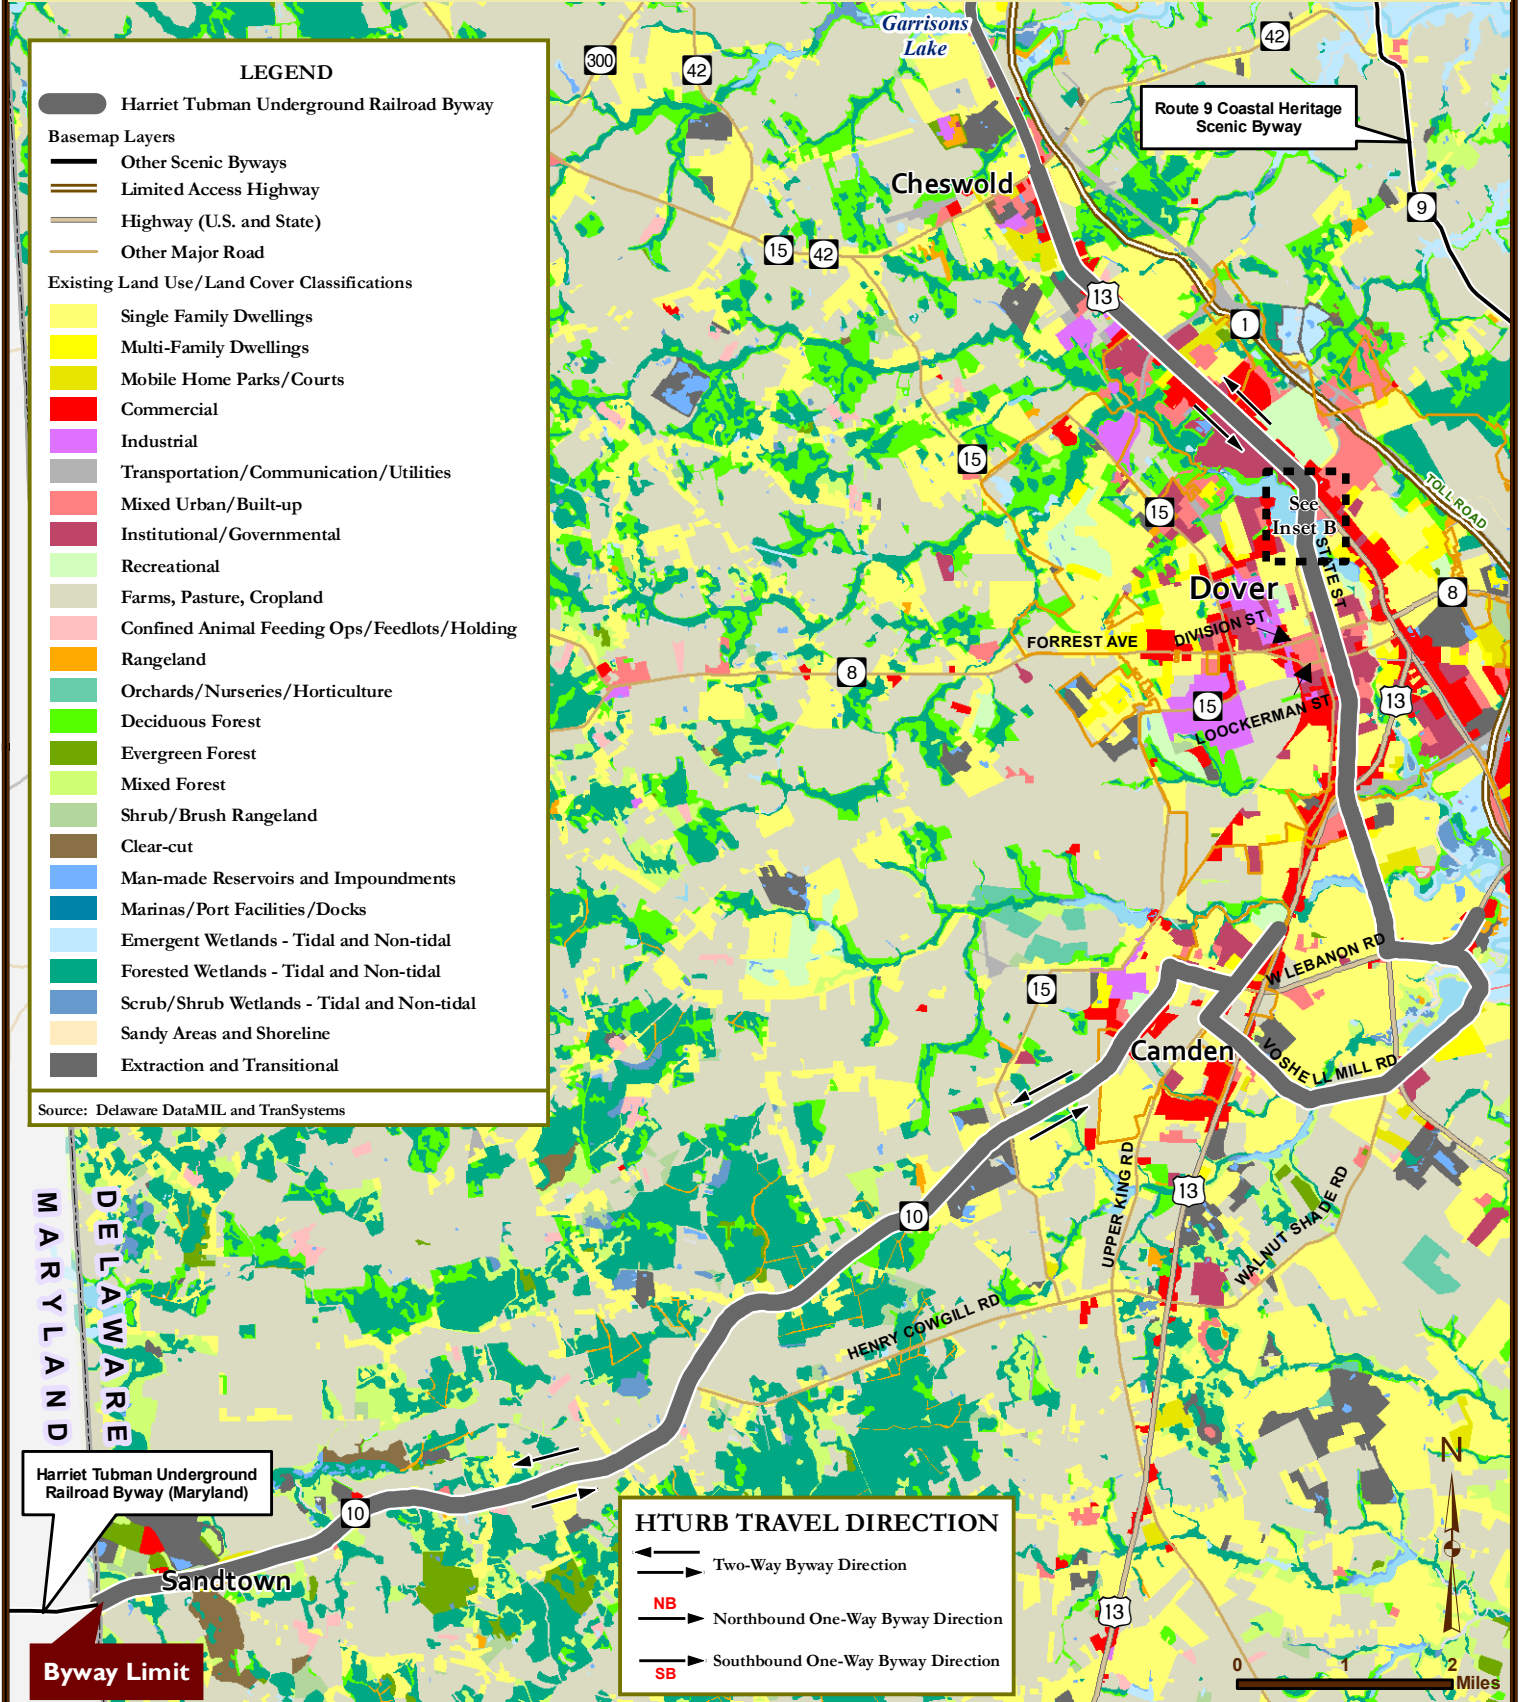 Garrisons
Lake
42
300
42
Route 9 Coastal Heritage
Scenic Byway
LEGEND
Harriet Tubman Underground Railroad Byway
Basemap Layers
Other Scenic Byways
Limited Access Highway
Highway (U.S. and State)
Other Major Road
Existing Land Use/Land Cover Classifications
Single Family Dwellings
Multi-Family Dwellings
Mobile Home Parks/Courts
Commercial
Industrial
Transportation/Communication/Utilities
Mixed Urban/Built-up
Institutional/Governmental
Recreational
Farms, Pasture, Cropland
Confined Animal Feeding Ops/Feedlots/Holding
Rangeland
Orchards/Nurseries/Horticulture
Deciduous Forest
Evergreen Forest
Mixed Forest
Shrub/Brush Rangeland
Clear-cut
Man-made Reservoirs and Impoundments
Marinas/Port Facilities/Docks
Emergent Wetlands - Tidal and Non-tidal
Forested Wetlands - Tidal and Non-tidal
Scrub/Shrub Wetlands - Tidal and Non-tidal
Sandy Areas and Shoreline
Extraction and Transitional
Source: Delaware DataMIL and TranSystems
Cheswold
9
15
42
13
1
15
15
TOLL ROAD
See
Inset B
STATE ST
Dover
8
DIVISION ST
FORREST AVE
8
15
13
LOOCKERMAN ST
W LEBANON RD
15
Camden
VOSHELL MILL RD
UPPER KING RD
13
WALNUT SHADE RD
10
HENRY COWGILL RD
MARYLAND
DELAWARE
Harriet Tubman Underground
Railroad Byway (Maryland)
10
Sandtown
Byway Limit
HTURB TRAVEL DIRECTION
Two-Way Byway Direction
NB
Northbound One-Way Byway Direction
Southbound One-Way Byway Direction
SB
13
N
0 1 2
Miles